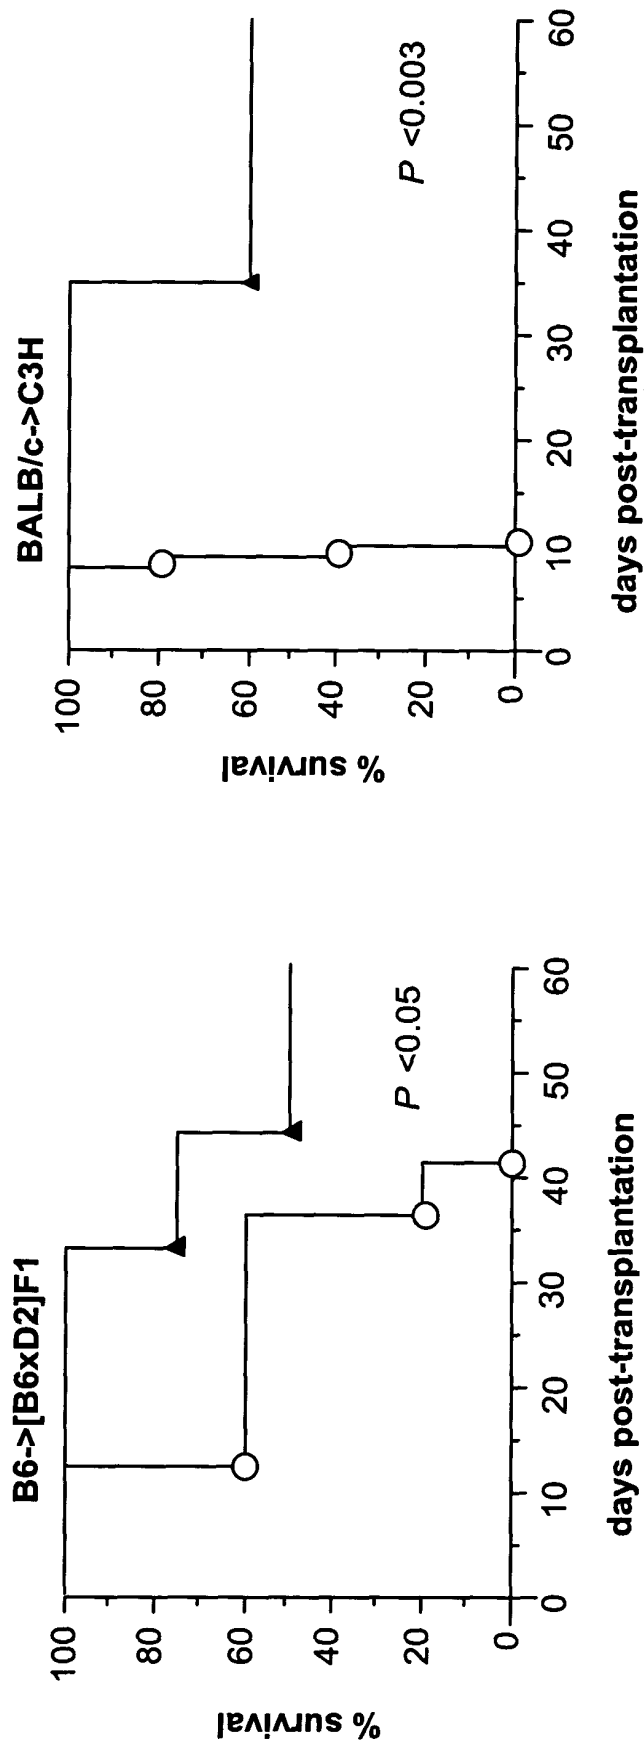 B6->[B6xD2]F1
% survival
100
80
60
40
20
0
P <0.05
0 10 20 30 40 50 60
days post-transplantation
BALB/c->C3H
% survival
100
80
60
40
20
0
P <0.003
0 10 20 30 40 50 60
days post-transplantation